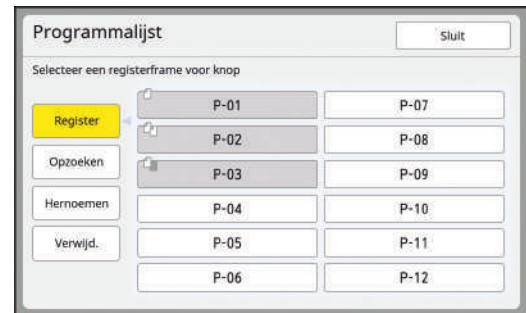 Programmalijst
Sluit
Selecteer een registerframe voor knop
Register
Opzoeken
Hernoemen
Verwijd.
P-01
P-02
P-03
P-04
P-05
P-06
P-07
P-08
P-09
P-10
P-11
P-12